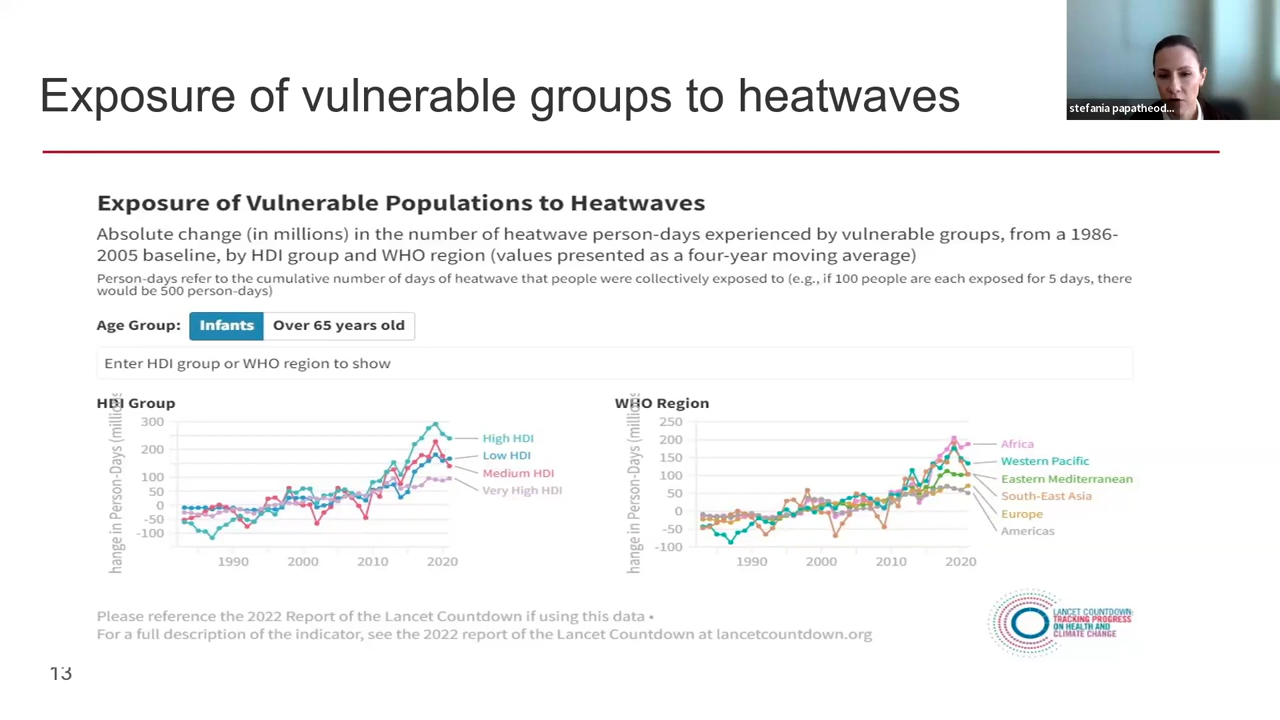 Exposure of vulnerable groups to heatwaves
stefania papatheod...
Exposure of Vulnerable Populations to Heatwaves
Absolute change (in millions) in the number of heatwave person-days experienced by vulnerable groups, from a 1986-
2005 baseline, by HDI group and WHO region (values presented as a four-year moving average)
Person-days refer to the cumulative number of days of heatwave that people were collectively exposed to (e.g., if 100 people are each exposed for 5 days, there
would be 500 person-days)
Age Group: Infants Over 65 years old
Enter HDI group or WHO region to show
HDI Group
hange in Person-Days (millions
300
200
100
50
0
-50
-100
1990 2000 2010 2020
High HDI
Low HDI
Medium HDI
Very High HDI
WHO Region
hange in Person-Days (millions
250
200
150
100
50
0
-50
-100
1990 2000 2010 2020
Africa
Western Pacific
Eastern Mediterranean
South-East Asia
Europe
Americas
Please reference the 2022 Report of the Lancet Countdown if using this data •
For a full description of the indicator, see the 2022 report of the Lancet Countdown at lancetcountdown.org
LANCET COUNTDOWN:
TRACKING PROGRESS
ON HEALTH AND
CLIMATE CHANGE
13